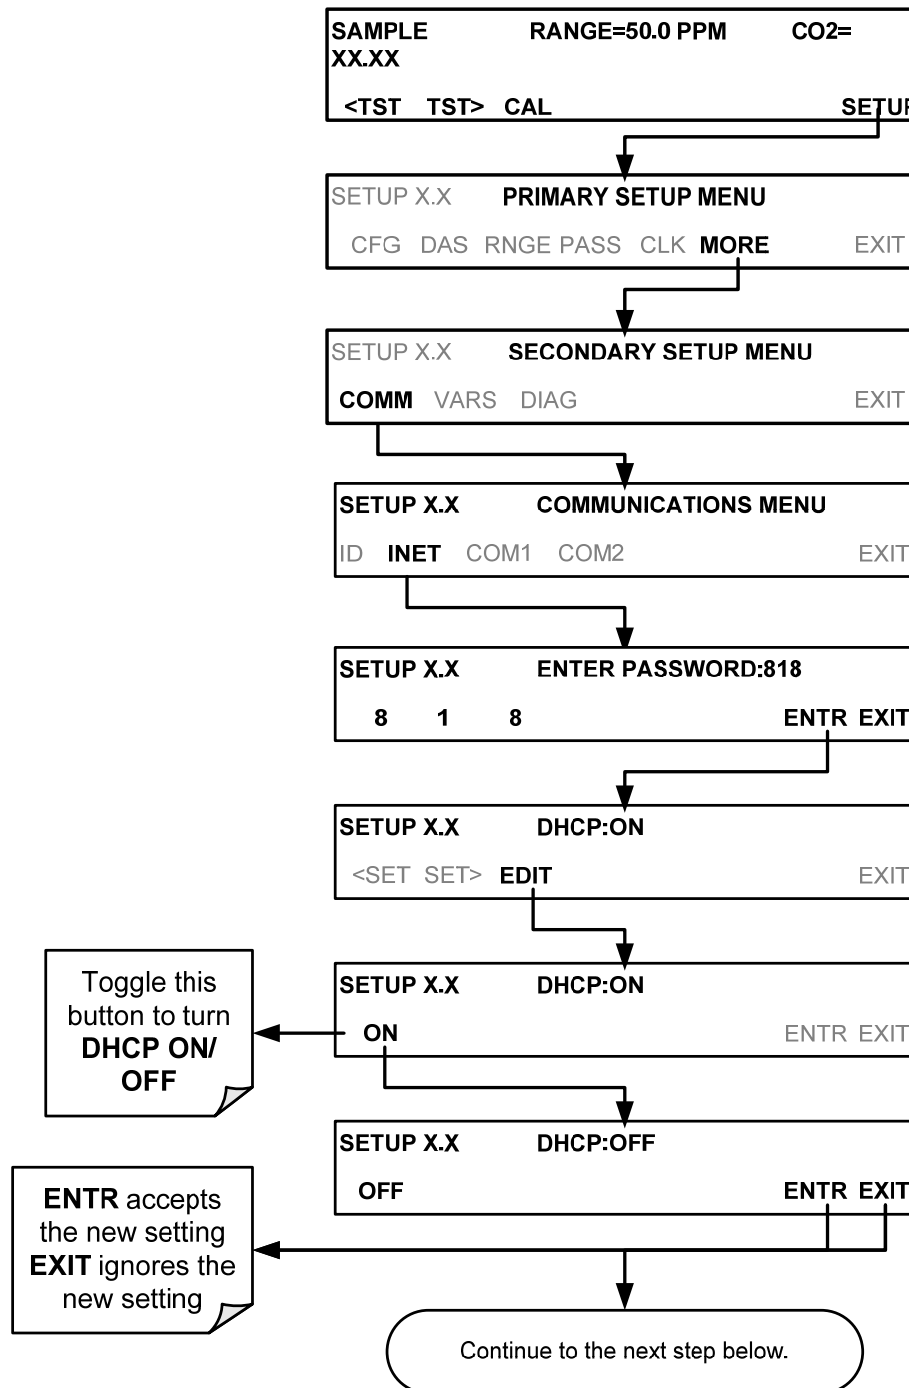 SAMPLE RANGE=50.0 PPM CO2=
XX.XX
<TST TST> CAL SETUP
SETUP X.X PRIMARY SETUP MENU
CFG DAS RNGE PASS CLK MORE EXIT
SETUP X.X SECONDARY SETUP MENU
COMM VARS DIAG EXIT
SETUP X.X COMMUNICATIONS MENU
ID INET COM1 COM2 EXIT
SETUP X.X ENTER PASSWORD:818
8 1 8 ENTR EXIT
SETUP X.X DHCP:ON
<SET SET> EDIT EXIT
SETUP X.X DHCP:ON
ON ENTR EXIT
Toggle this
button to turn
DHCP ON/
OFF
SETUP X.X DHCP:OFF
OFF ENTR EXIT
ENTR accepts
the new setting
EXIT ignores the
new setting
Continue to the next step below.